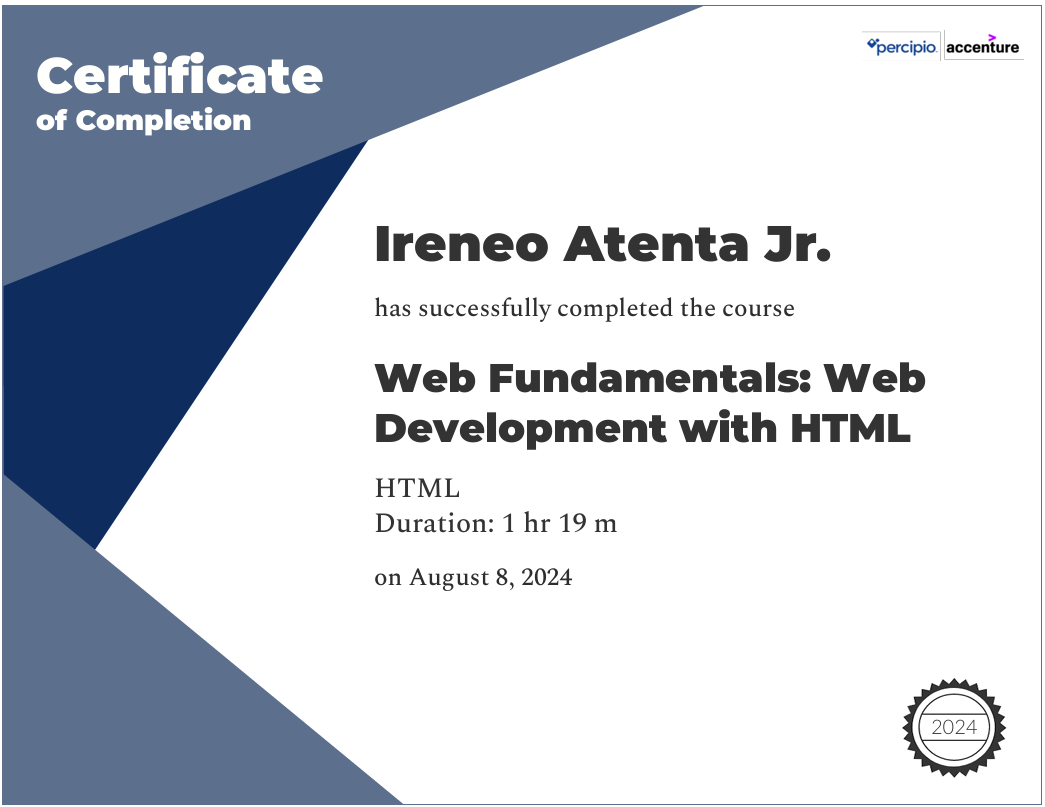 Certificate
of Completion
percipio.
accenture
Ireneo Atenta Jr.
has successfully completed the course
Web Fundamentals: Web
Development with HTML
HTML
Duration: 1 hr 19 m
on August 8, 2024
2024